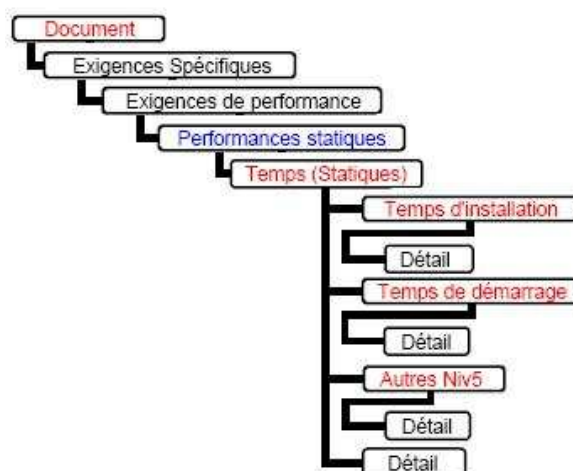 Document
Exigences Spécifiques
Exigences de performance
Performances statiques
Temps (Statiques)
Temps d'installation
Détail
Temps de démarrage
Détail
Autres Niv5
Détail
Détail